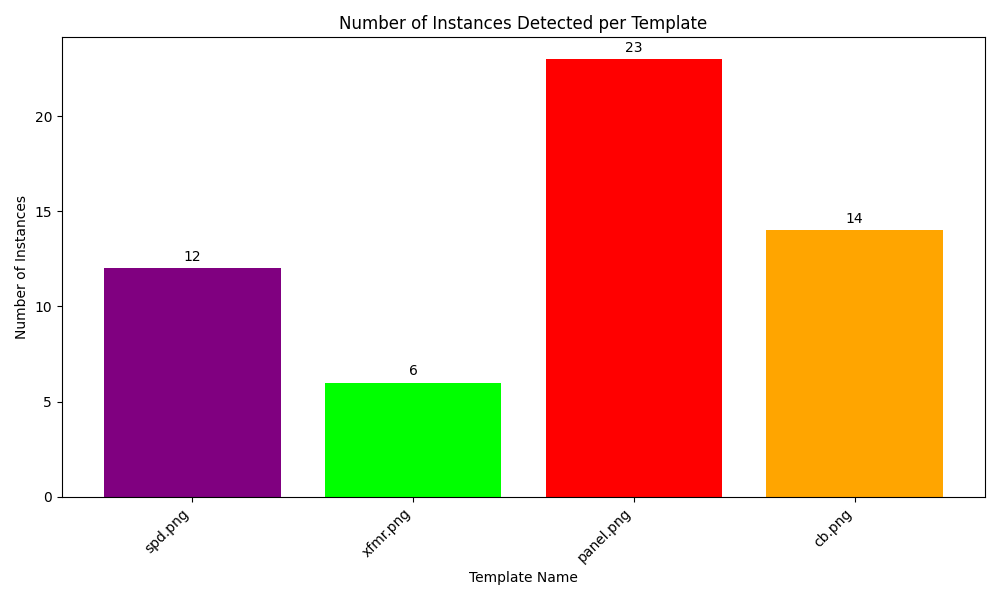 Number of Instances Detected per Template
23
20
15
14
12
10
6
5
0
Number of Instances
spd.png
xfmr.png
panel.png
cb.png
Template Name